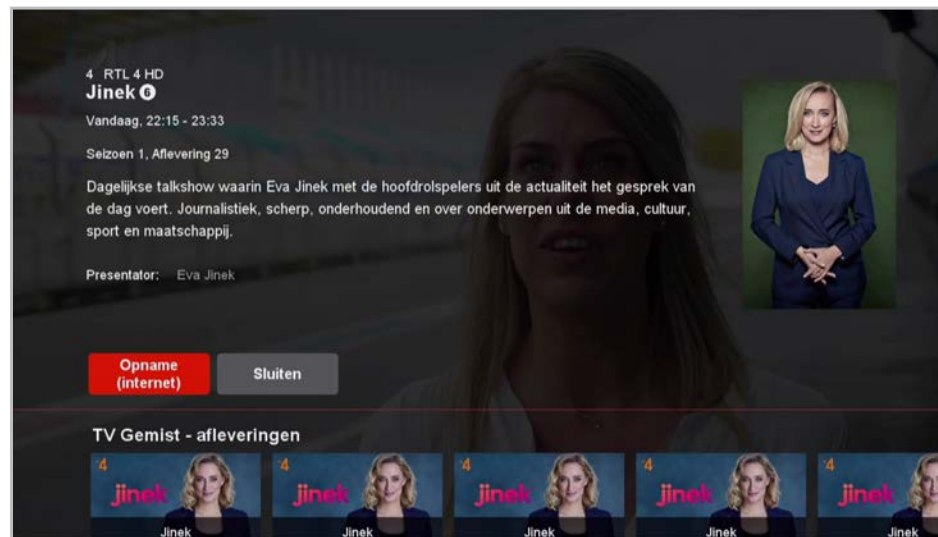 4 RTL 4 HD
Jinek 6
Vandaag, 22:15 - 23:33
Seizoen 1, Aflevering 29
Dagelijkse talkshow waarin Eva Jinek met de hoofdrolspelers uit de actualiteit het gesprek van
de dag voert. Journalistiek, scherp, onderhoudend en over onderwerpen uit de media, cultuur,
sport en maatschappij.
Presentator: Eva Jinek
Opname
(internet)
Sluiten
TV Gemist - afleveringen
4 4 4 4 4
jinek jinek jinek jinek jinek
Jinek Jinek Jinek Jinek Jinek